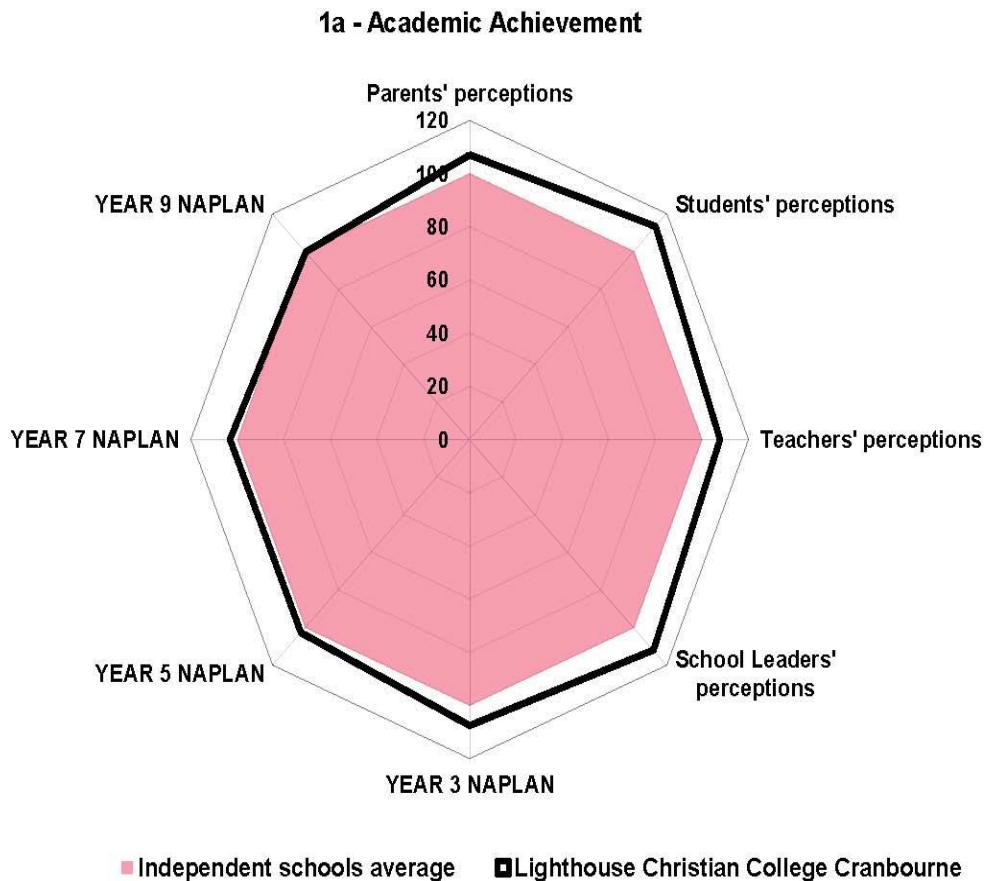 1a - Academic Achievement
Parents' perceptions
120
100
80
60
40
20
0
YEAR 9 NAPLAN
Students' perceptions
YEAR 7 NAPLAN
Teachers' perceptions
YEAR 5 NAPLAN
School Leaders'
perceptions
YEAR 3 NAPLAN
Independent schools average
Lighthouse Christian College Cranbourne